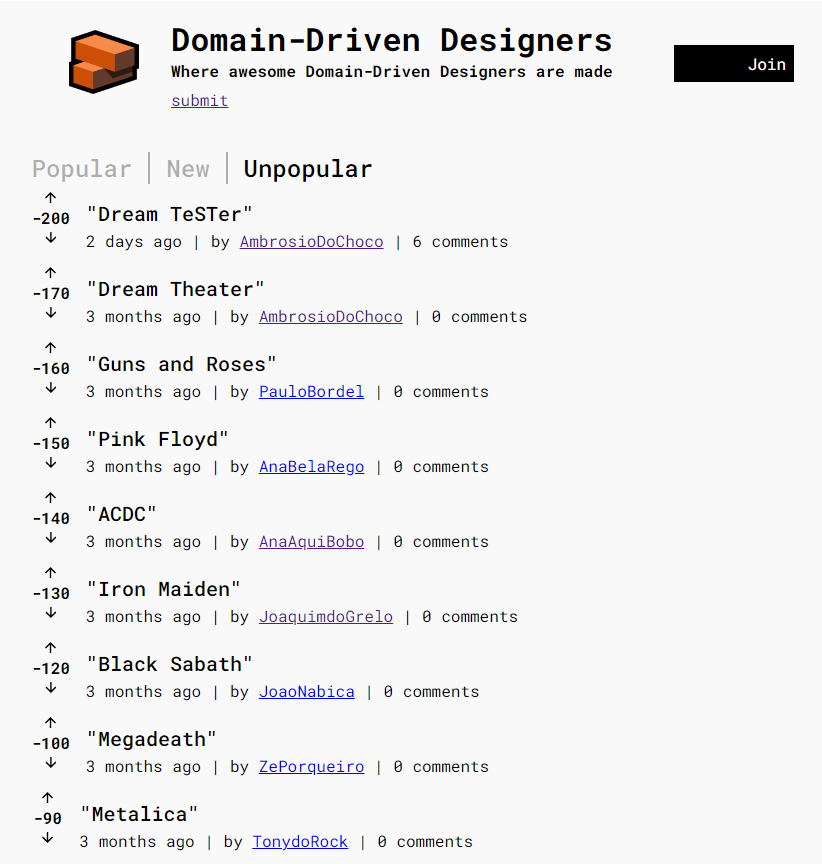 Domain-Driven Designers
Where awesome Domain-Driven Designers are made
Join
submit
Popular | New | Unpopular
-200
"Dream TeSTer"
2 days ago | by AmbrosioDoChoco | 6 comments
-170
"Dream Theater"
3 months ago | by AmbrosioDoChoco | 0 comments
-160
"Guns and Roses"
3 months ago | by PauloBordel | 0 comments
-150
"Pink Floyd"
3 months ago | by AnaBelaRego | 0 comments
-140
"ACDC"
3 months ago | by AnaAquiBobo | 0 comments
-130
"Iron Maiden"
3 months ago | by JoaquimdoGrelo | 0 comments
-120
"Black Sabath"
3 months ago | by JoaoNabica | 0 comments
-100
"Megadeath"
3 months ago | by ZePorqueiro | 0 comments
-90
"Metalica"
3 months ago | by TonydoRock | 0 comments